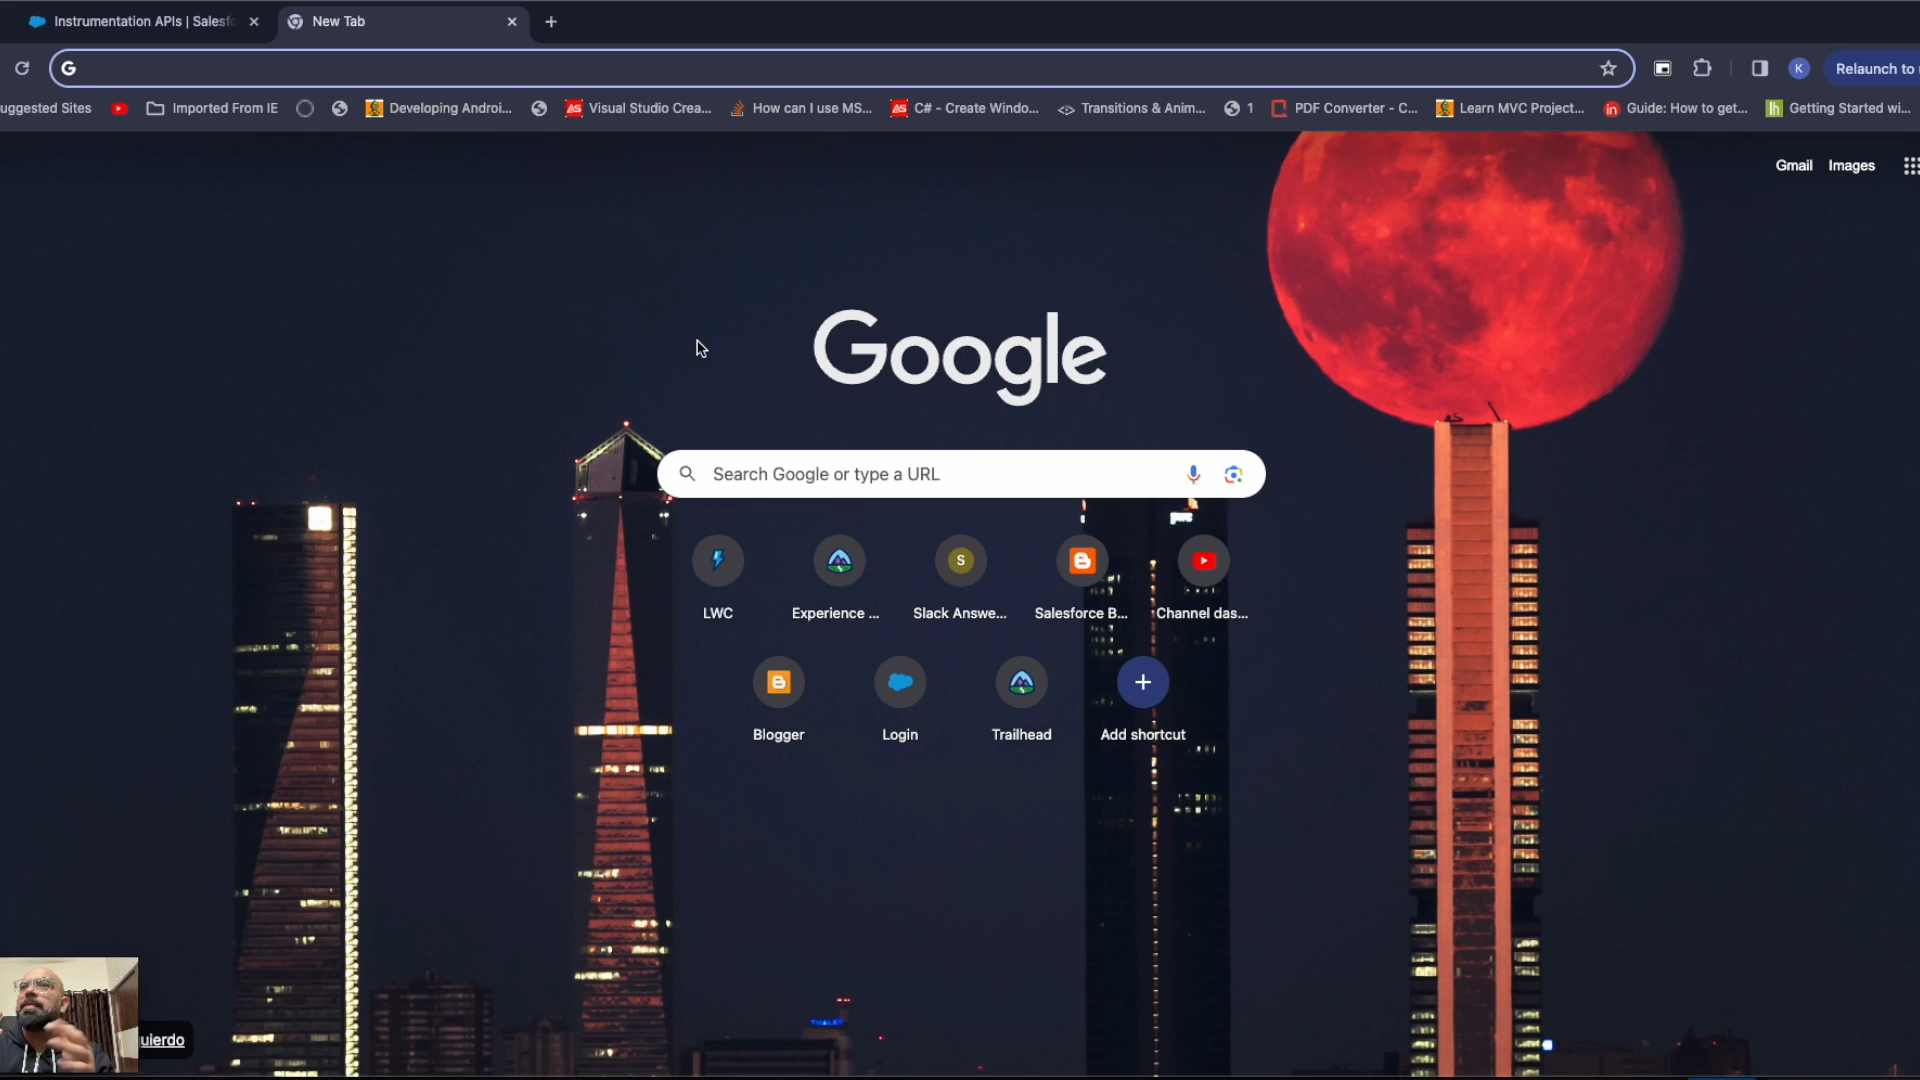 Instrumentation APIs | Salesfo
New Tab
G
Relaunch to
K
uggested Sites
Imported From IE
Developing Androi...
Visual Studio Crea...
How can I use MS...
C# - Create Windo...
Transitions & Anim...
1
PDF Converter - C...
Learn MVC Project...
Guide: How to get...
Getting Started wi...
Gmail
Images
Google
Search Google or type a URL
S
LWC
Experience ...
Slack Answe...
Salesforce B...
Channel das...
Blogger
Login
Trailhead
Add shortcut
pwc
THALES
uierdo